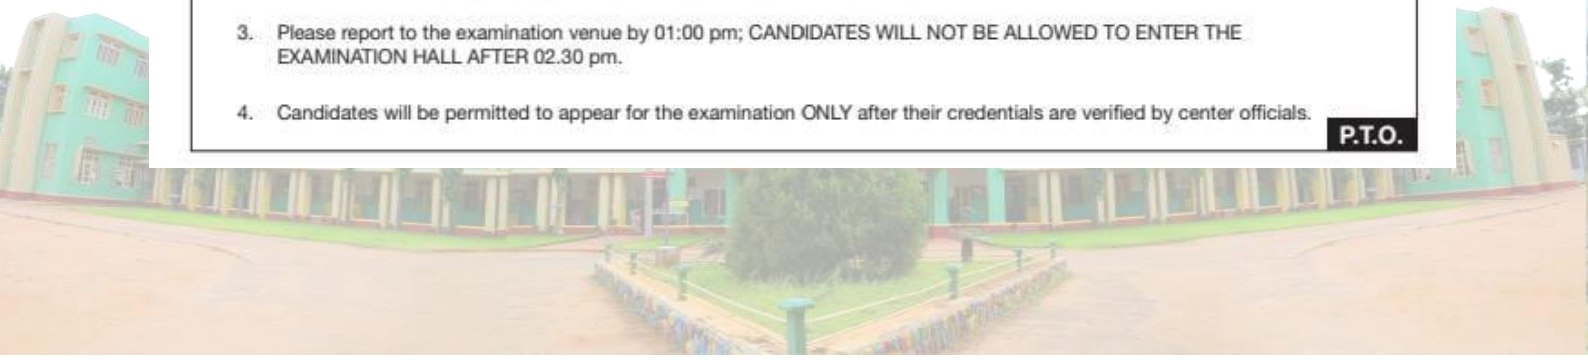 3. Please report to the examination venue by 01:00 pm; CANDIDATES WILL NOT BE ALLOWED TO ENTER THE
EXAMINATION HALL AFTER 02.30 pm.
4. Candidates will be permitted to appear for the examination ONLY after their credentials are verified by center officials.
P.T.O.